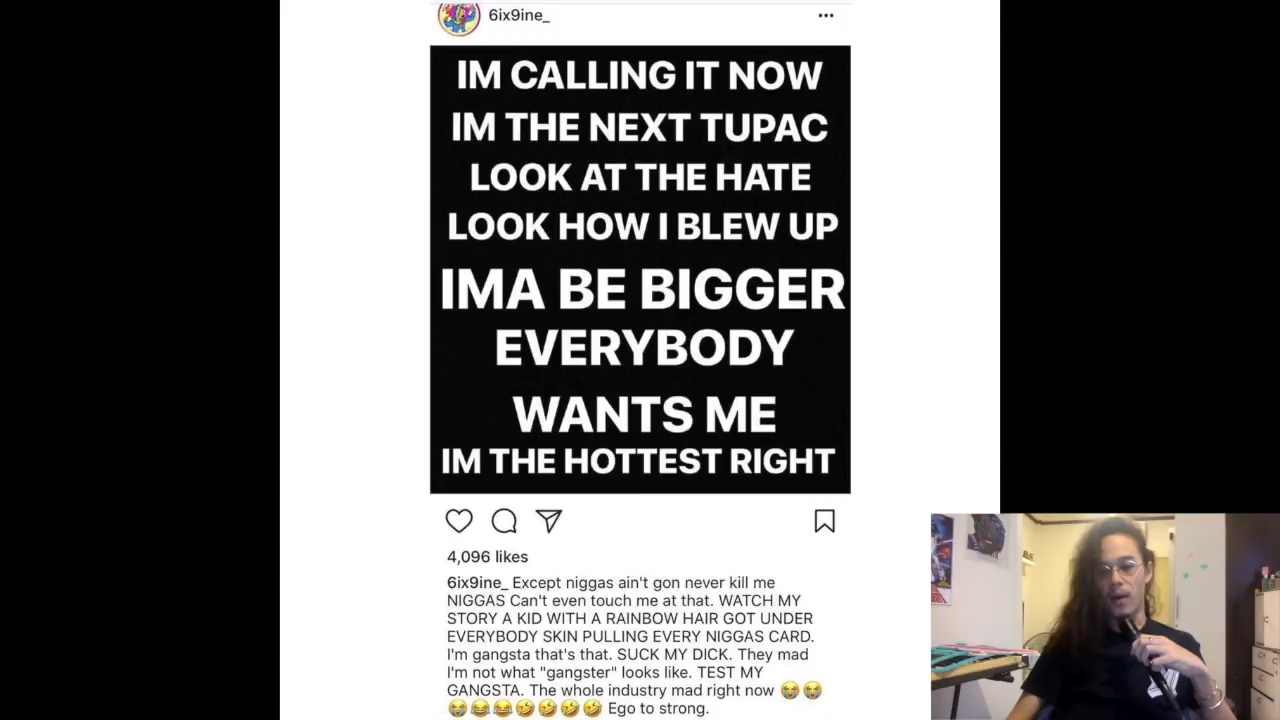 6ix9ine_
IM CALLING IT NOW
IM THE NEXT TUPAC
LOOK AT THE HATE
LOOK HOW I BLEW UP
IMA BE BIGGER
EVERYBODY
WANTS ME
IM THE HOTTEST RIGHT
4,096 likes
6ix9ine_ Except niggas ain't gon never kill me
NIGGAS Can't even touch me at that. WATCH MY
STORY A KID WITH A RAINBOW HAIR GOT UNDER
EVERYBODY SKIN PULLING EVERY NIGGAS CARD.
I'm gangsta that's that. SUCK MY DICK. They mad
I'm not what "gangster" looks like. TEST MY
GANGSTA. The whole industry mad right now 😭😭
😭😂😂🤣🤣🤣🤣 Ego to strong.